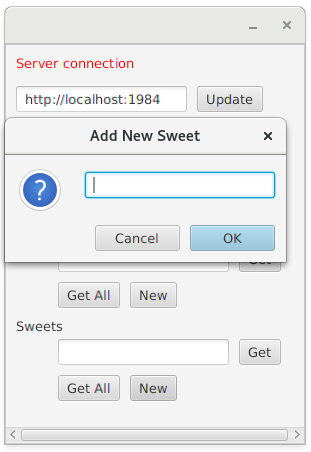 Server connection
http://localhost:1984
Update
Add New Sweet
?
Cancel
OK
Get
Get All
New
Sweets
Get
Get All
New